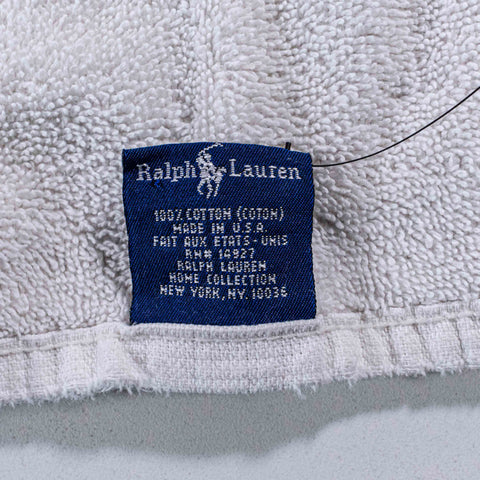 Ralph Lauren
100% COTTON (COTON)
MADE IN U.S.A.
FAIT AUX ETATS-UNIS
RN# 14927
RALPH LAUREN
HOME COLLECTION
NEW YORK, NY. 10036